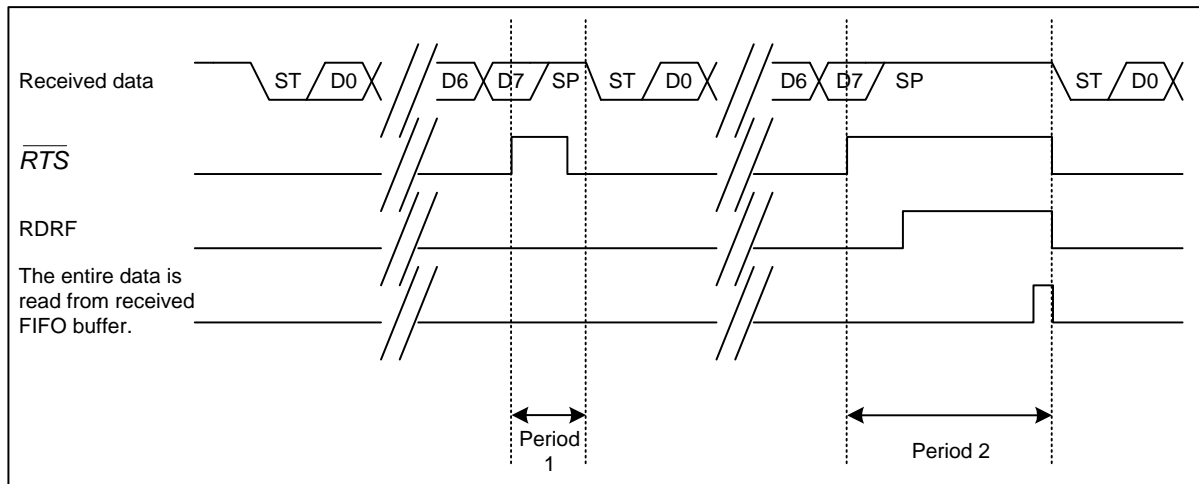 Received data ST D0 D6 D7 SP ST D0 D6 D7 SP ST D0
RTS
RDRF
The entire data is
read from received
FIFO buffer.
Period
1
Period 2